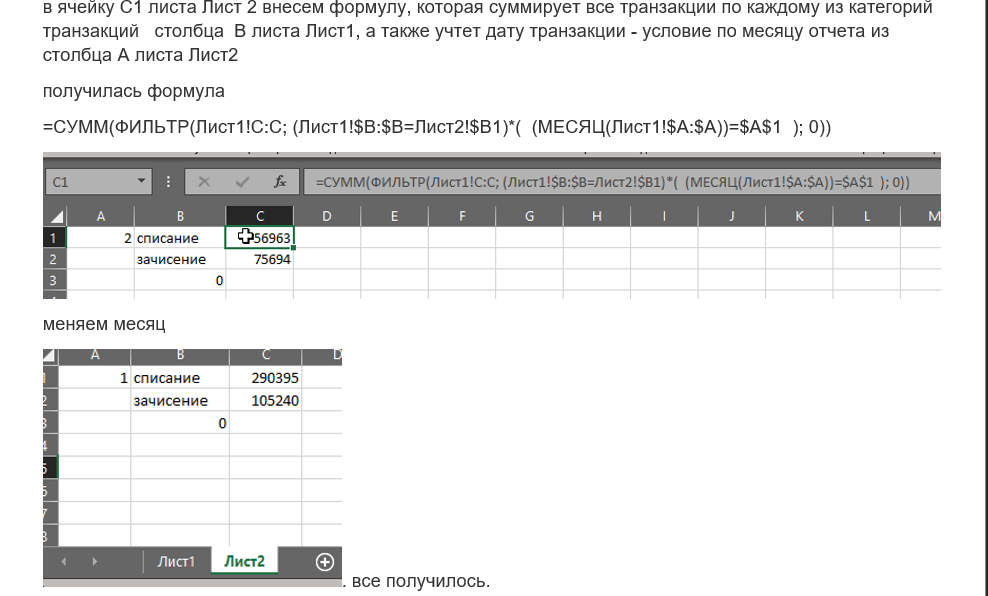 в ячейку С1 листа Лист 2 внесем формулу, которая суммирует все транзакции по каждому из категорий
транзакций столбца В листа Лист1, а также учтет дату транзакции - условие по месяцу отчета из
столбца А листа Лист2
получилась формула
=СУММ(ФИЛЬТР(Лист1!C:C; (Лист1!$B:$B=Лист2!$B1)*( (МЕСЯЦ(Лист1!$A:$A))=$A$1 ); 0))
C1 fx =СУММ(ФИЛЬТР(Лист1!C:C; (Лист1!$B:$B=Лист2!$B1)*( (МЕСЯЦ(Лист1!$A:$A))=$A$1 ); 0))
A B C D E F G H I J K L M
1 2 списание 56963
2 зачисение 75694
3 0
меняем месяц
A B C D
1 1 списание 290395
2 зачисение 105240
3 0
4
5
6
7
8
Лист1 Лист2
. все получилось.